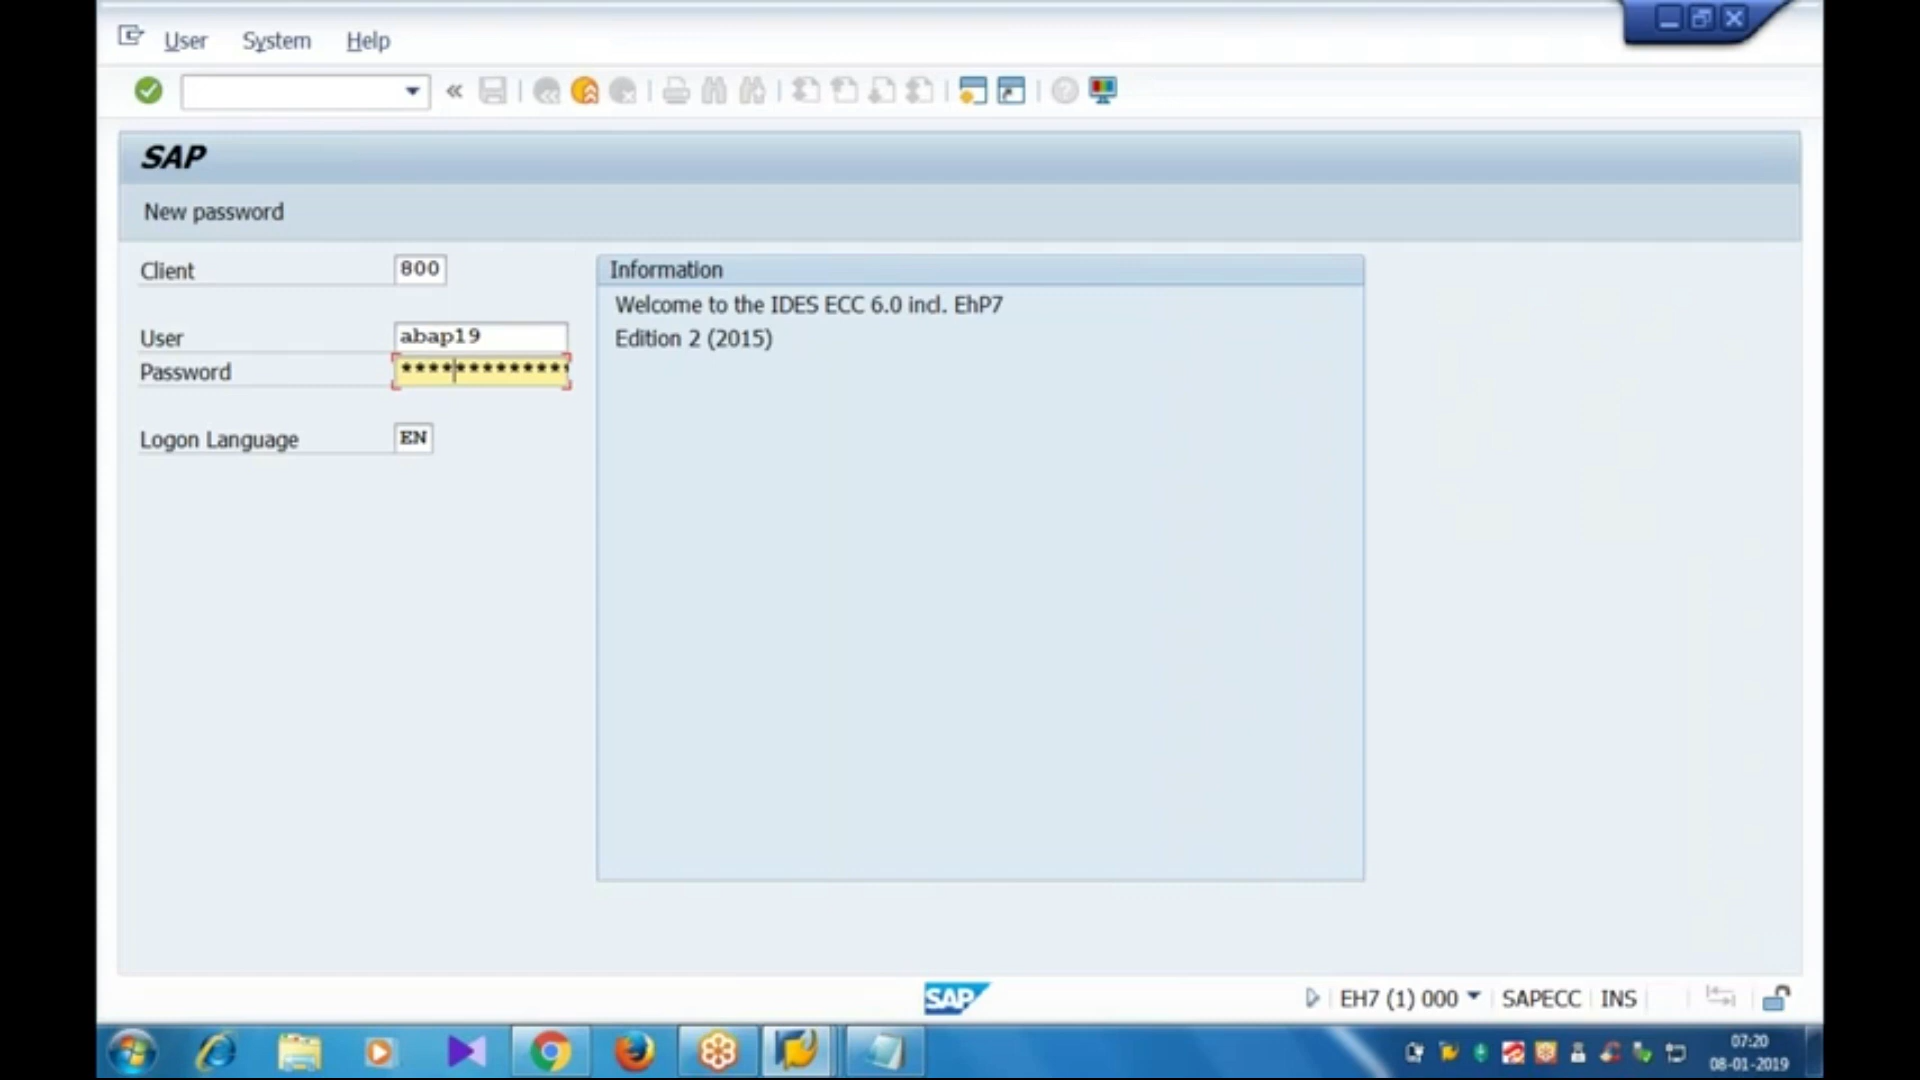 User System Help
SAP
New password
Client 800
Information
Welcome to the IDES ECC 6.0 incl. EhP7
Edition 2 (2015)
User abap19
Password *************
Logon Language EN
SAP
EH7 (1) 000 SAPECC INS
07:20
08-01-2019